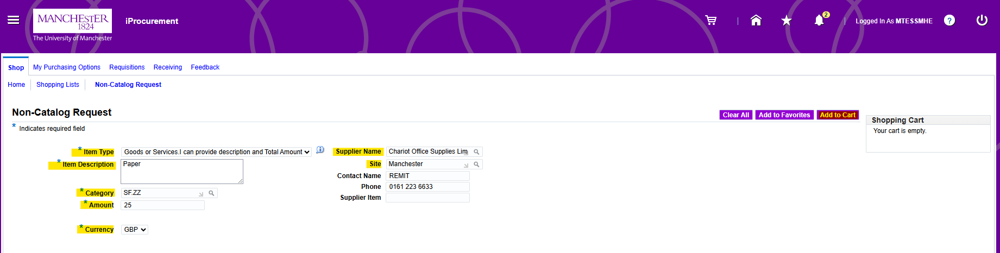 MANCHESTER
1824
The University of Manchester
iProcurement
2
Logged In As MTESSMHE
?
Shop My Purchasing Options Requisitions Receiving Feedback
Home Shopping Lists Non-Catalog Request
Non-Catalog Request
Clear All Add to Favorites Add to Cart
* Indicates required field
Shopping Cart
Your cart is empty.
* Item Type Goods or Services.I can provide description and Total Amount
* Item Description Paper
* Category SF.ZZ
* Amount 25
* Currency GBP
Supplier Name Chariot Office Supplies Lim
Site Manchester
Contact Name REMIT
Phone 0161 223 6633
Supplier Item